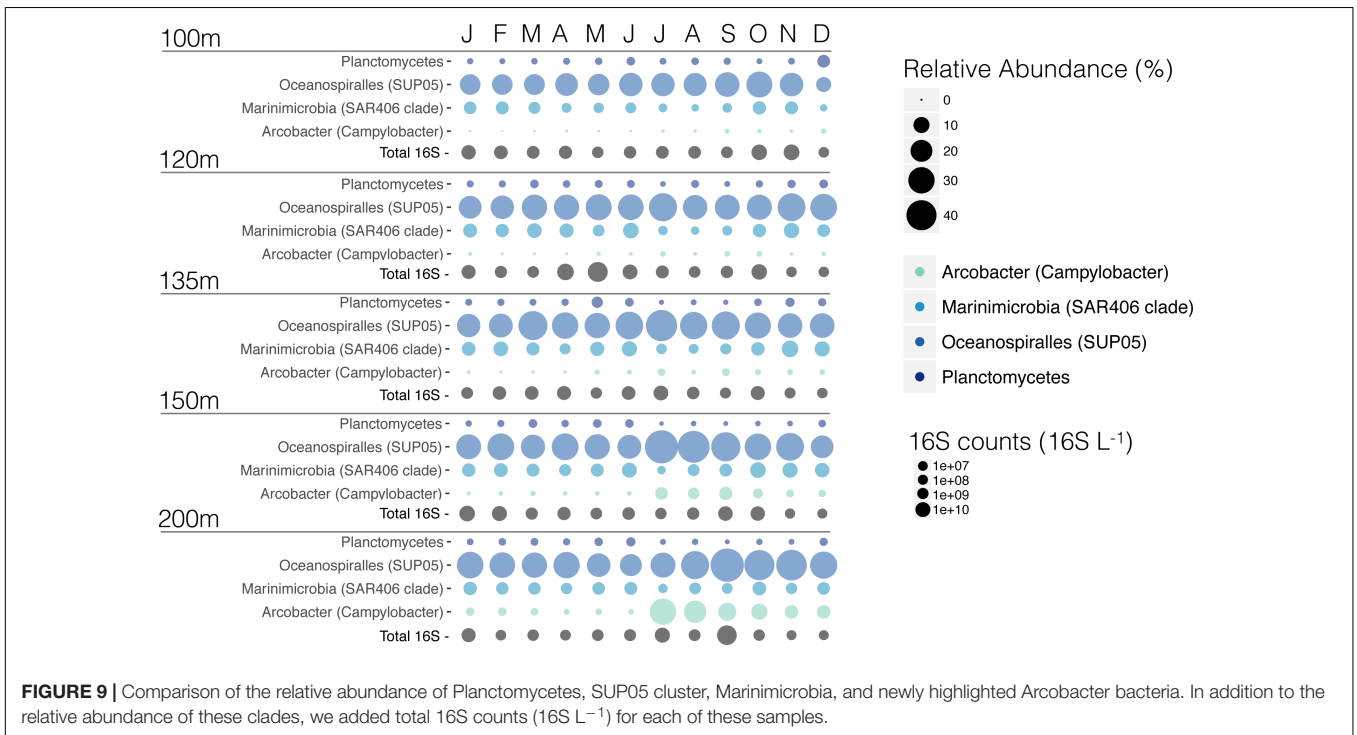 J F M A M J J A S O N D
100m
Planctomycetes -
Oceanospiralles (SUP05) -
Marinimicrobia (SAR406 clade) -
Arcobacter (Campylobacter) -
Total 16S -
120m
Planctomycetes -
Oceanospiralles (SUP05) -
Marinimicrobia (SAR406 clade) -
Arcobacter (Campylobacter) -
Total 16S -
135m
Planctomycetes -
Oceanospiralles (SUP05) -
Marinimicrobia (SAR406 clade) -
Arcobacter (Campylobacter) -
Total 16S -
150m
Planctomycetes -
Oceanospiralles (SUP05) -
Marinimicrobia (SAR406 clade) -
Arcobacter (Campylobacter) -
Total 16S -
200m
Planctomycetes -
Oceanospiralles (SUP05) -
Marinimicrobia (SAR406 clade) -
Arcobacter (Campylobacter) -
Total 16S -
Relative Abundance (%)
0
10
20
30
40
Arcobacter (Campylobacter)
Marinimicrobia (SAR406 clade)
Oceanospiralles (SUP05)
Planctomycetes
16S counts (16S L⁻¹)
1e+07
1e+08
1e+09
1e+10
FIGURE 9 | Comparison of the relative abundance of Planctomycetes, SUP05 cluster, Marinimicrobia, and newly highlighted Arcobacter bacteria. In addition to the
relative abundance of these clades, we added total 16S counts (16S L⁻¹) for each of these samples.